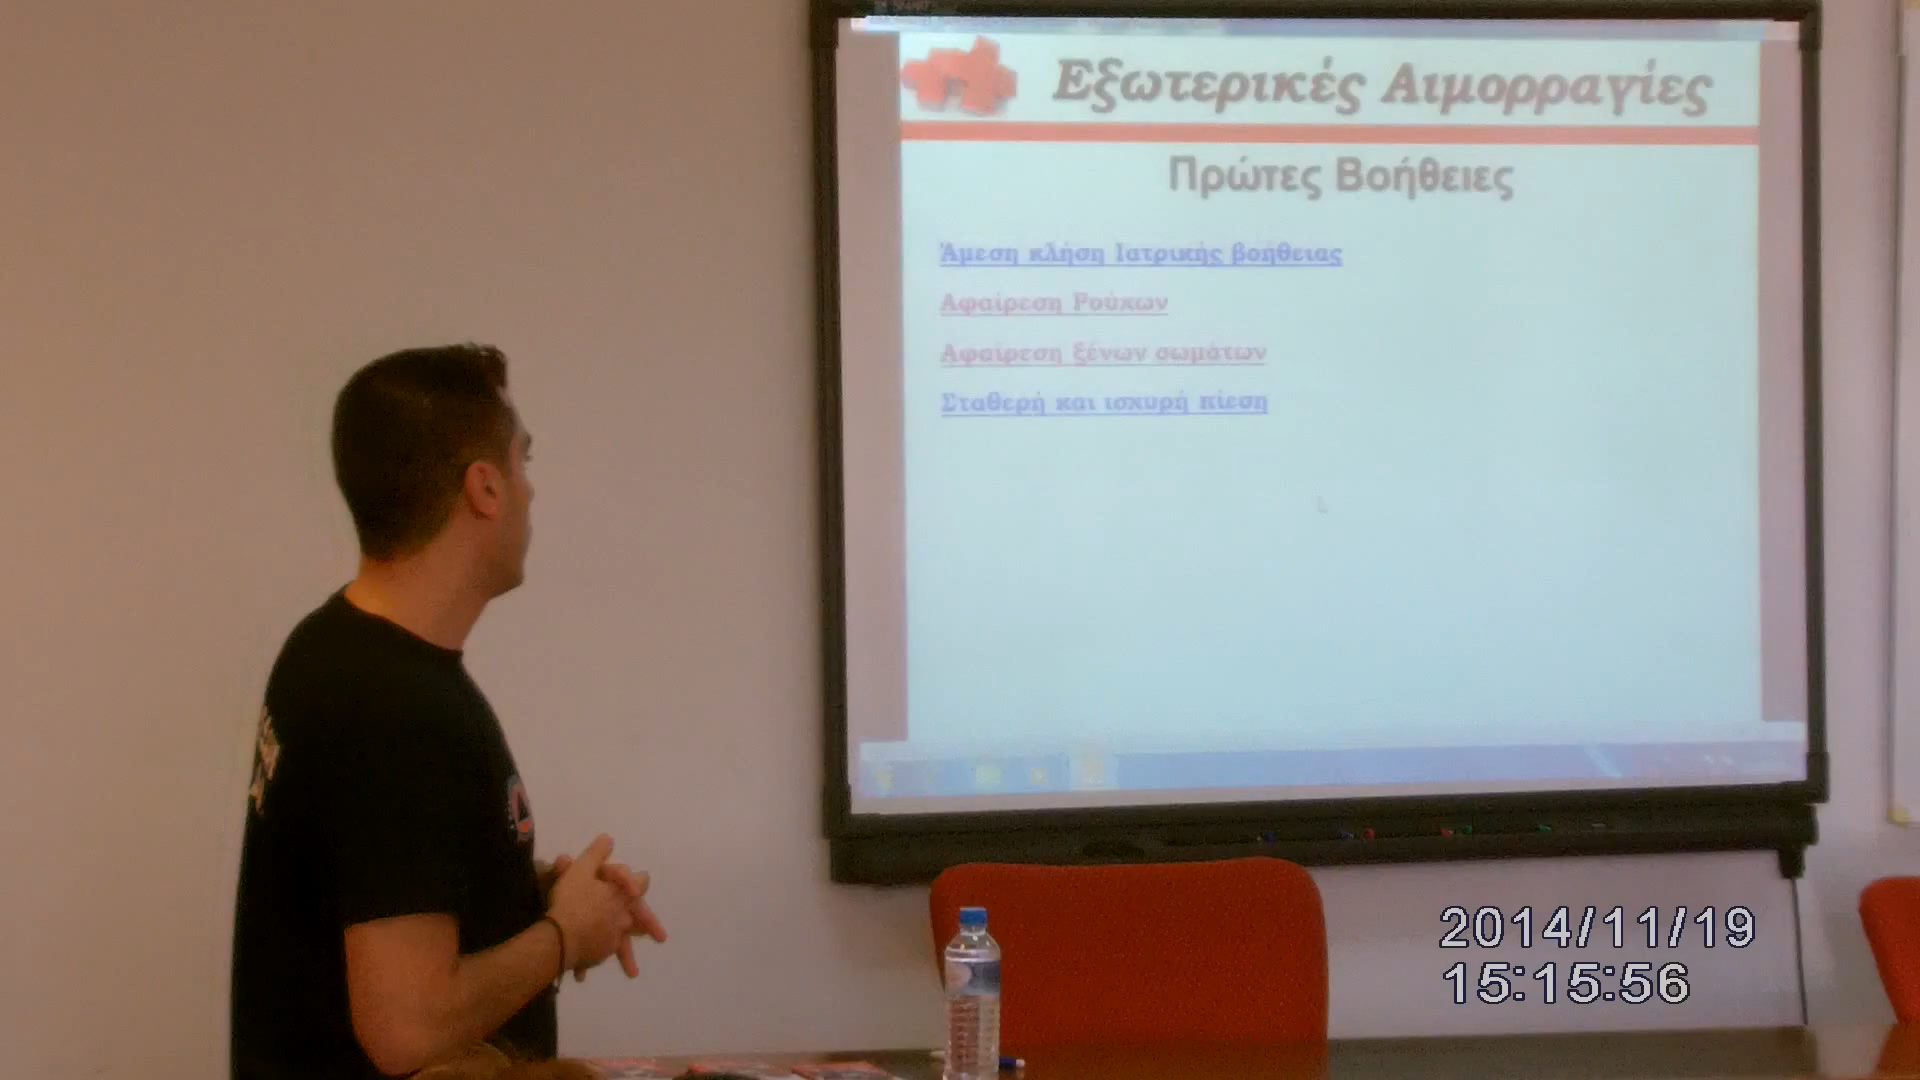 Εξωτερικές Αιμορραγίες
Πρώτες Βοήθειες
Άμεση κλήση Ιατρικής βοήθειας
Αφαίρεση Ρούχων
Αφαίρεση ξένων σωμάτων
Σταθερή και ισχυρή πίεση
2014/11/19
15:15:56